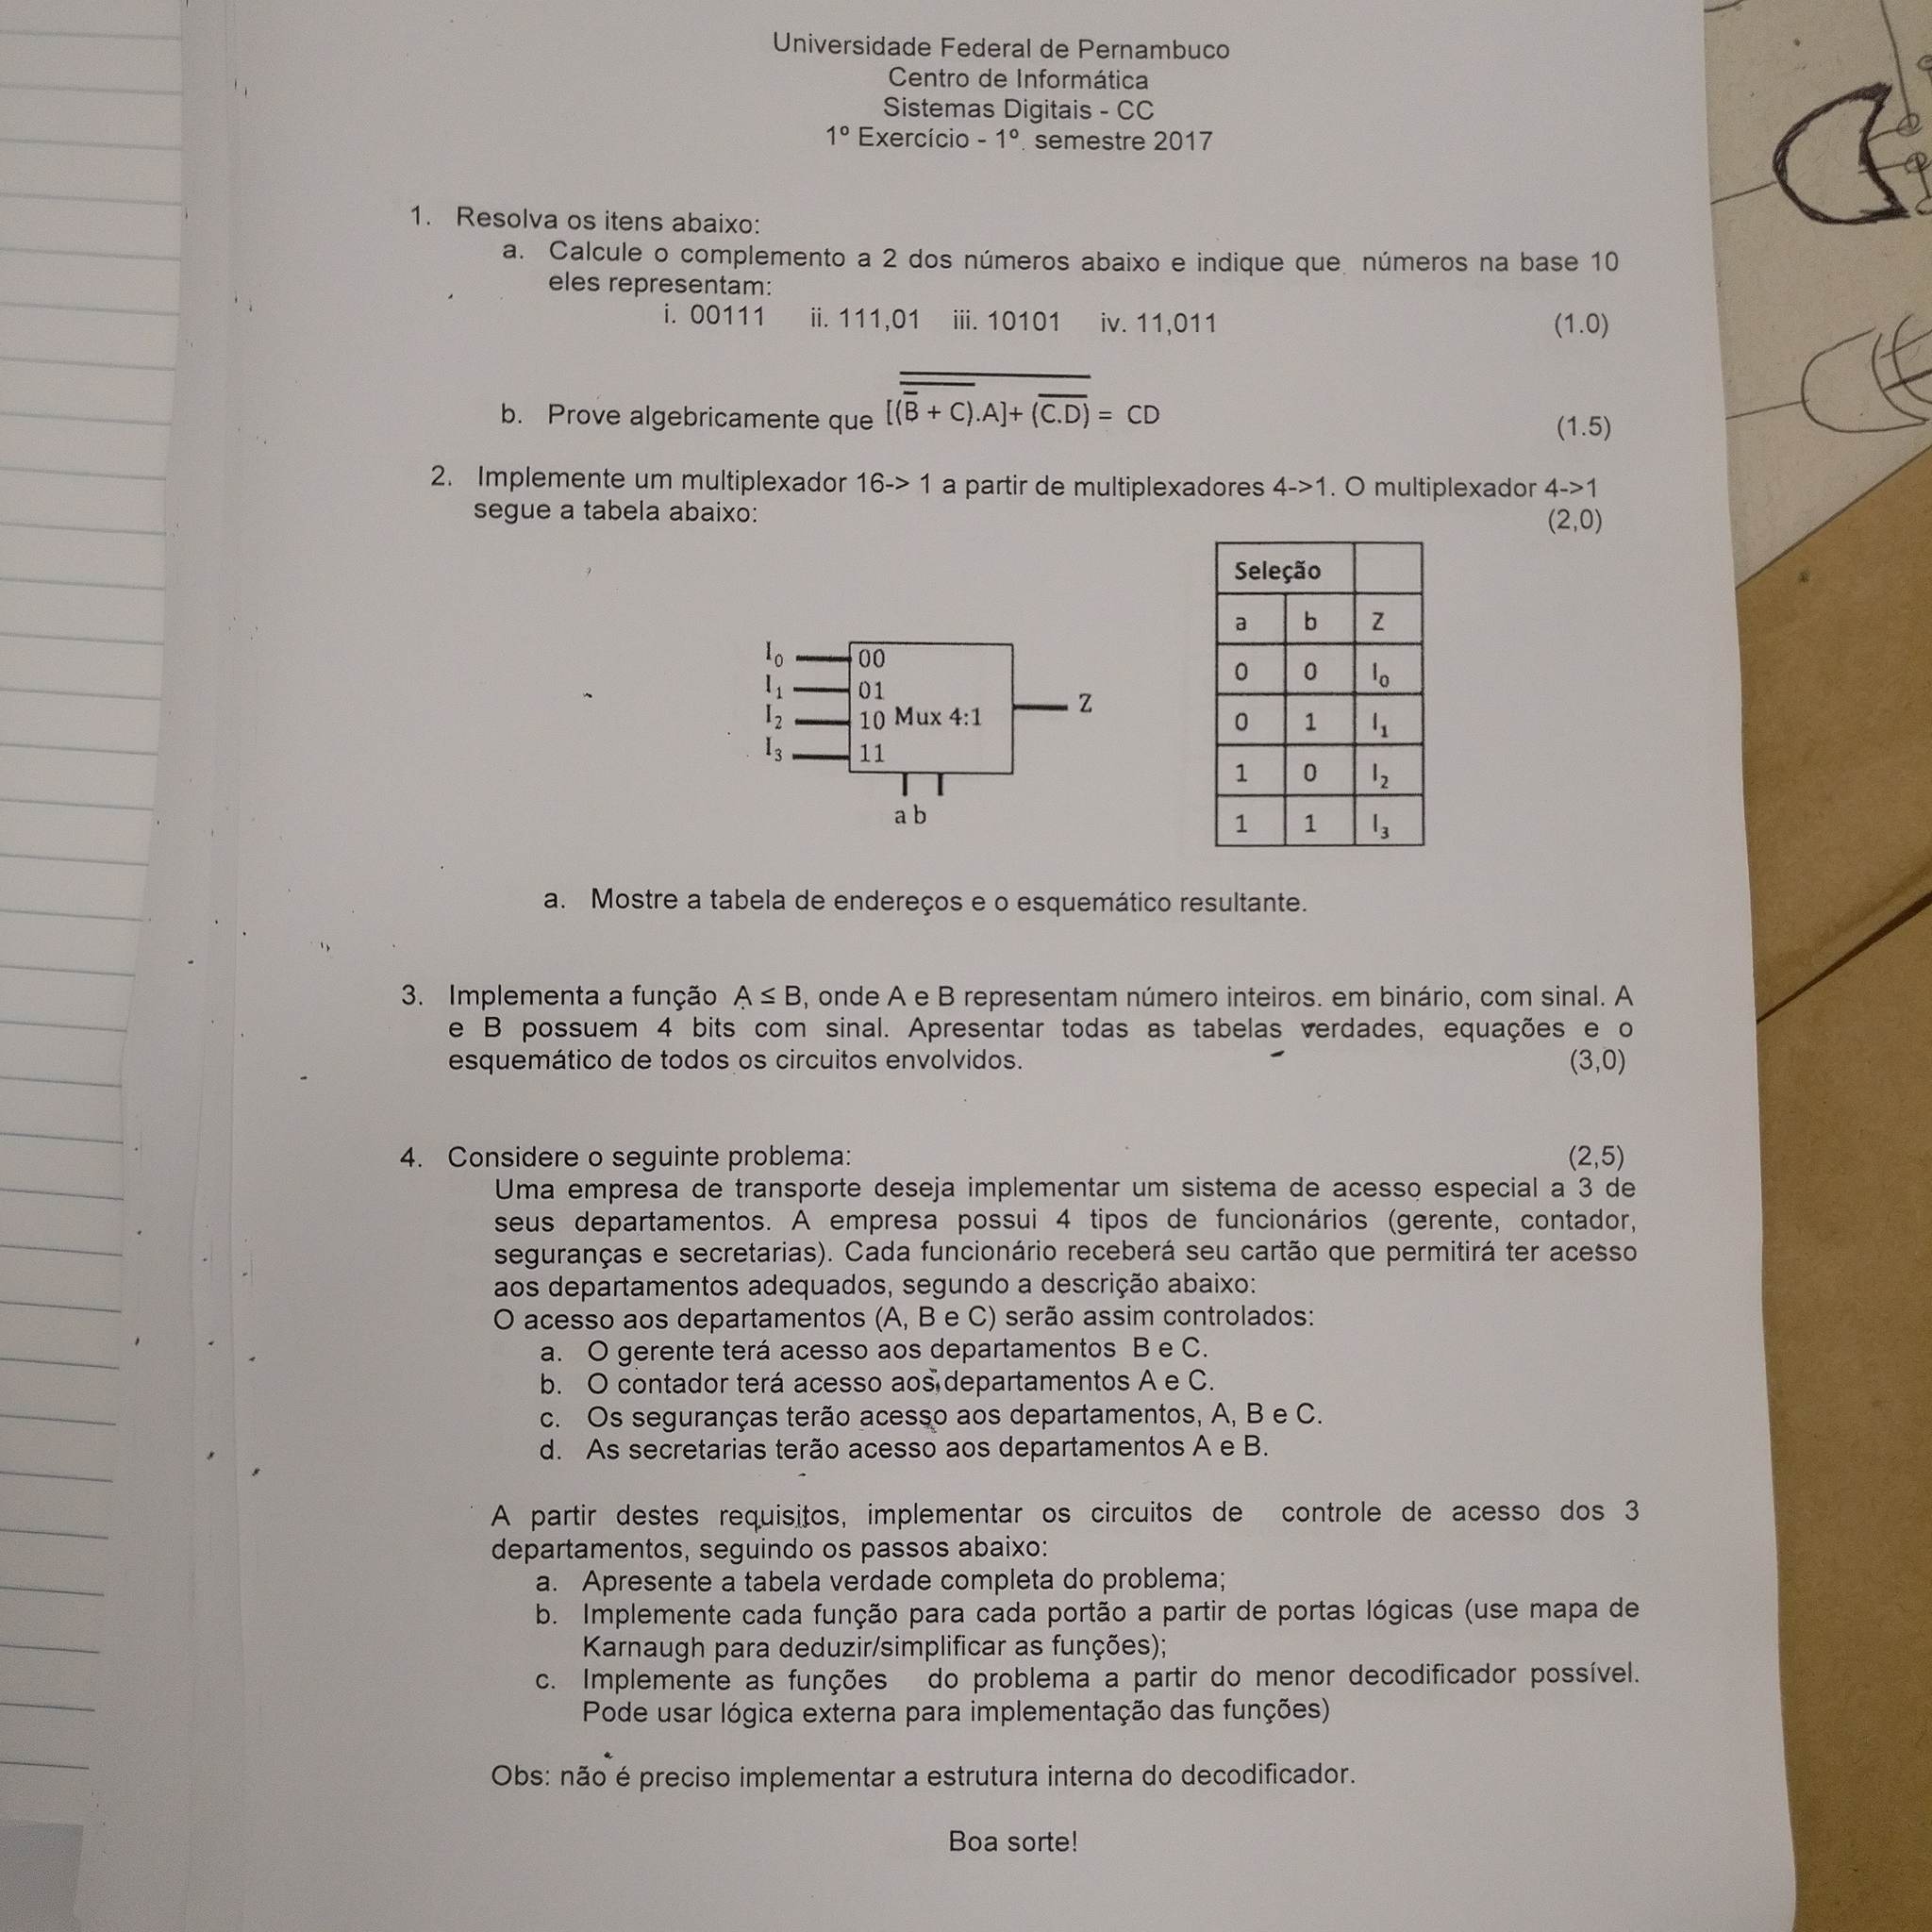 Universidade Federal de Pernambuco
Centro de Informática
Sistemas Digitais - CC
1º Exercício - 1º. semestre 2017
1. Resolva os itens abaixo:
a. Calcule o complemento a 2 dos números abaixo e indique que números na base 10
eles representam:
i. 00111 ii. 111,01 iii. 10101 iv. 11,011 (1.0)
b. Prove algebricamente que [(B̅ + C).A]+ (C.D) = CD (1.5)
2. Implemente um multiplexador 16-> 1 a partir de multiplexadores 4->1. O multiplexador 4->1
segue a tabela abaixo: (2,0)
Seleção
a b Z
0 0 I₀
0 1 I₁
1 0 I₂
1 1 I₃
I₀ 00
I₁ 01
I₂ 10 Mux 4:1 Z
I₃ 11
a b
a. Mostre a tabela de endereços e o esquemático resultante.
3. Implementa a função A ≤ B, onde A e B representam número inteiros. em binário, com sinal. A
e B possuem 4 bits com sinal. Apresentar todas as tabelas verdades, equações e o
esquemático de todos os circuitos envolvidos. (3,0)
4. Considere o seguinte problema: (2,5)
Uma empresa de transporte deseja implementar um sistema de acesso especial a 3 de
seus departamentos. A empresa possui 4 tipos de funcionários (gerente, contador,
seguranças e secretarias). Cada funcionário receberá seu cartão que permitirá ter acesso
aos departamentos adequados, segundo a descrição abaixo:
O acesso aos departamentos (A, B e C) serão assim controlados:
a. O gerente terá acesso aos departamentos B e C.
b. O contador terá acesso aos departamentos A e C.
c. Os seguranças terão acesso aos departamentos, A, B e C.
d. As secretarias terão acesso aos departamentos A e B.
A partir destes requisitos, implementar os circuitos de controle de acesso dos 3
departamentos, seguindo os passos abaixo:
a. Apresente a tabela verdade completa do problema;
b. Implemente cada função para cada portão a partir de portas lógicas (use mapa de
Karnaugh para deduzir/simplificar as funções);
c. Implemente as funções do problema a partir do menor decodificador possível.
Pode usar lógica externa para implementação das funções)
Obs: não é preciso implementar a estrutura interna do decodificador.
Boa sorte!